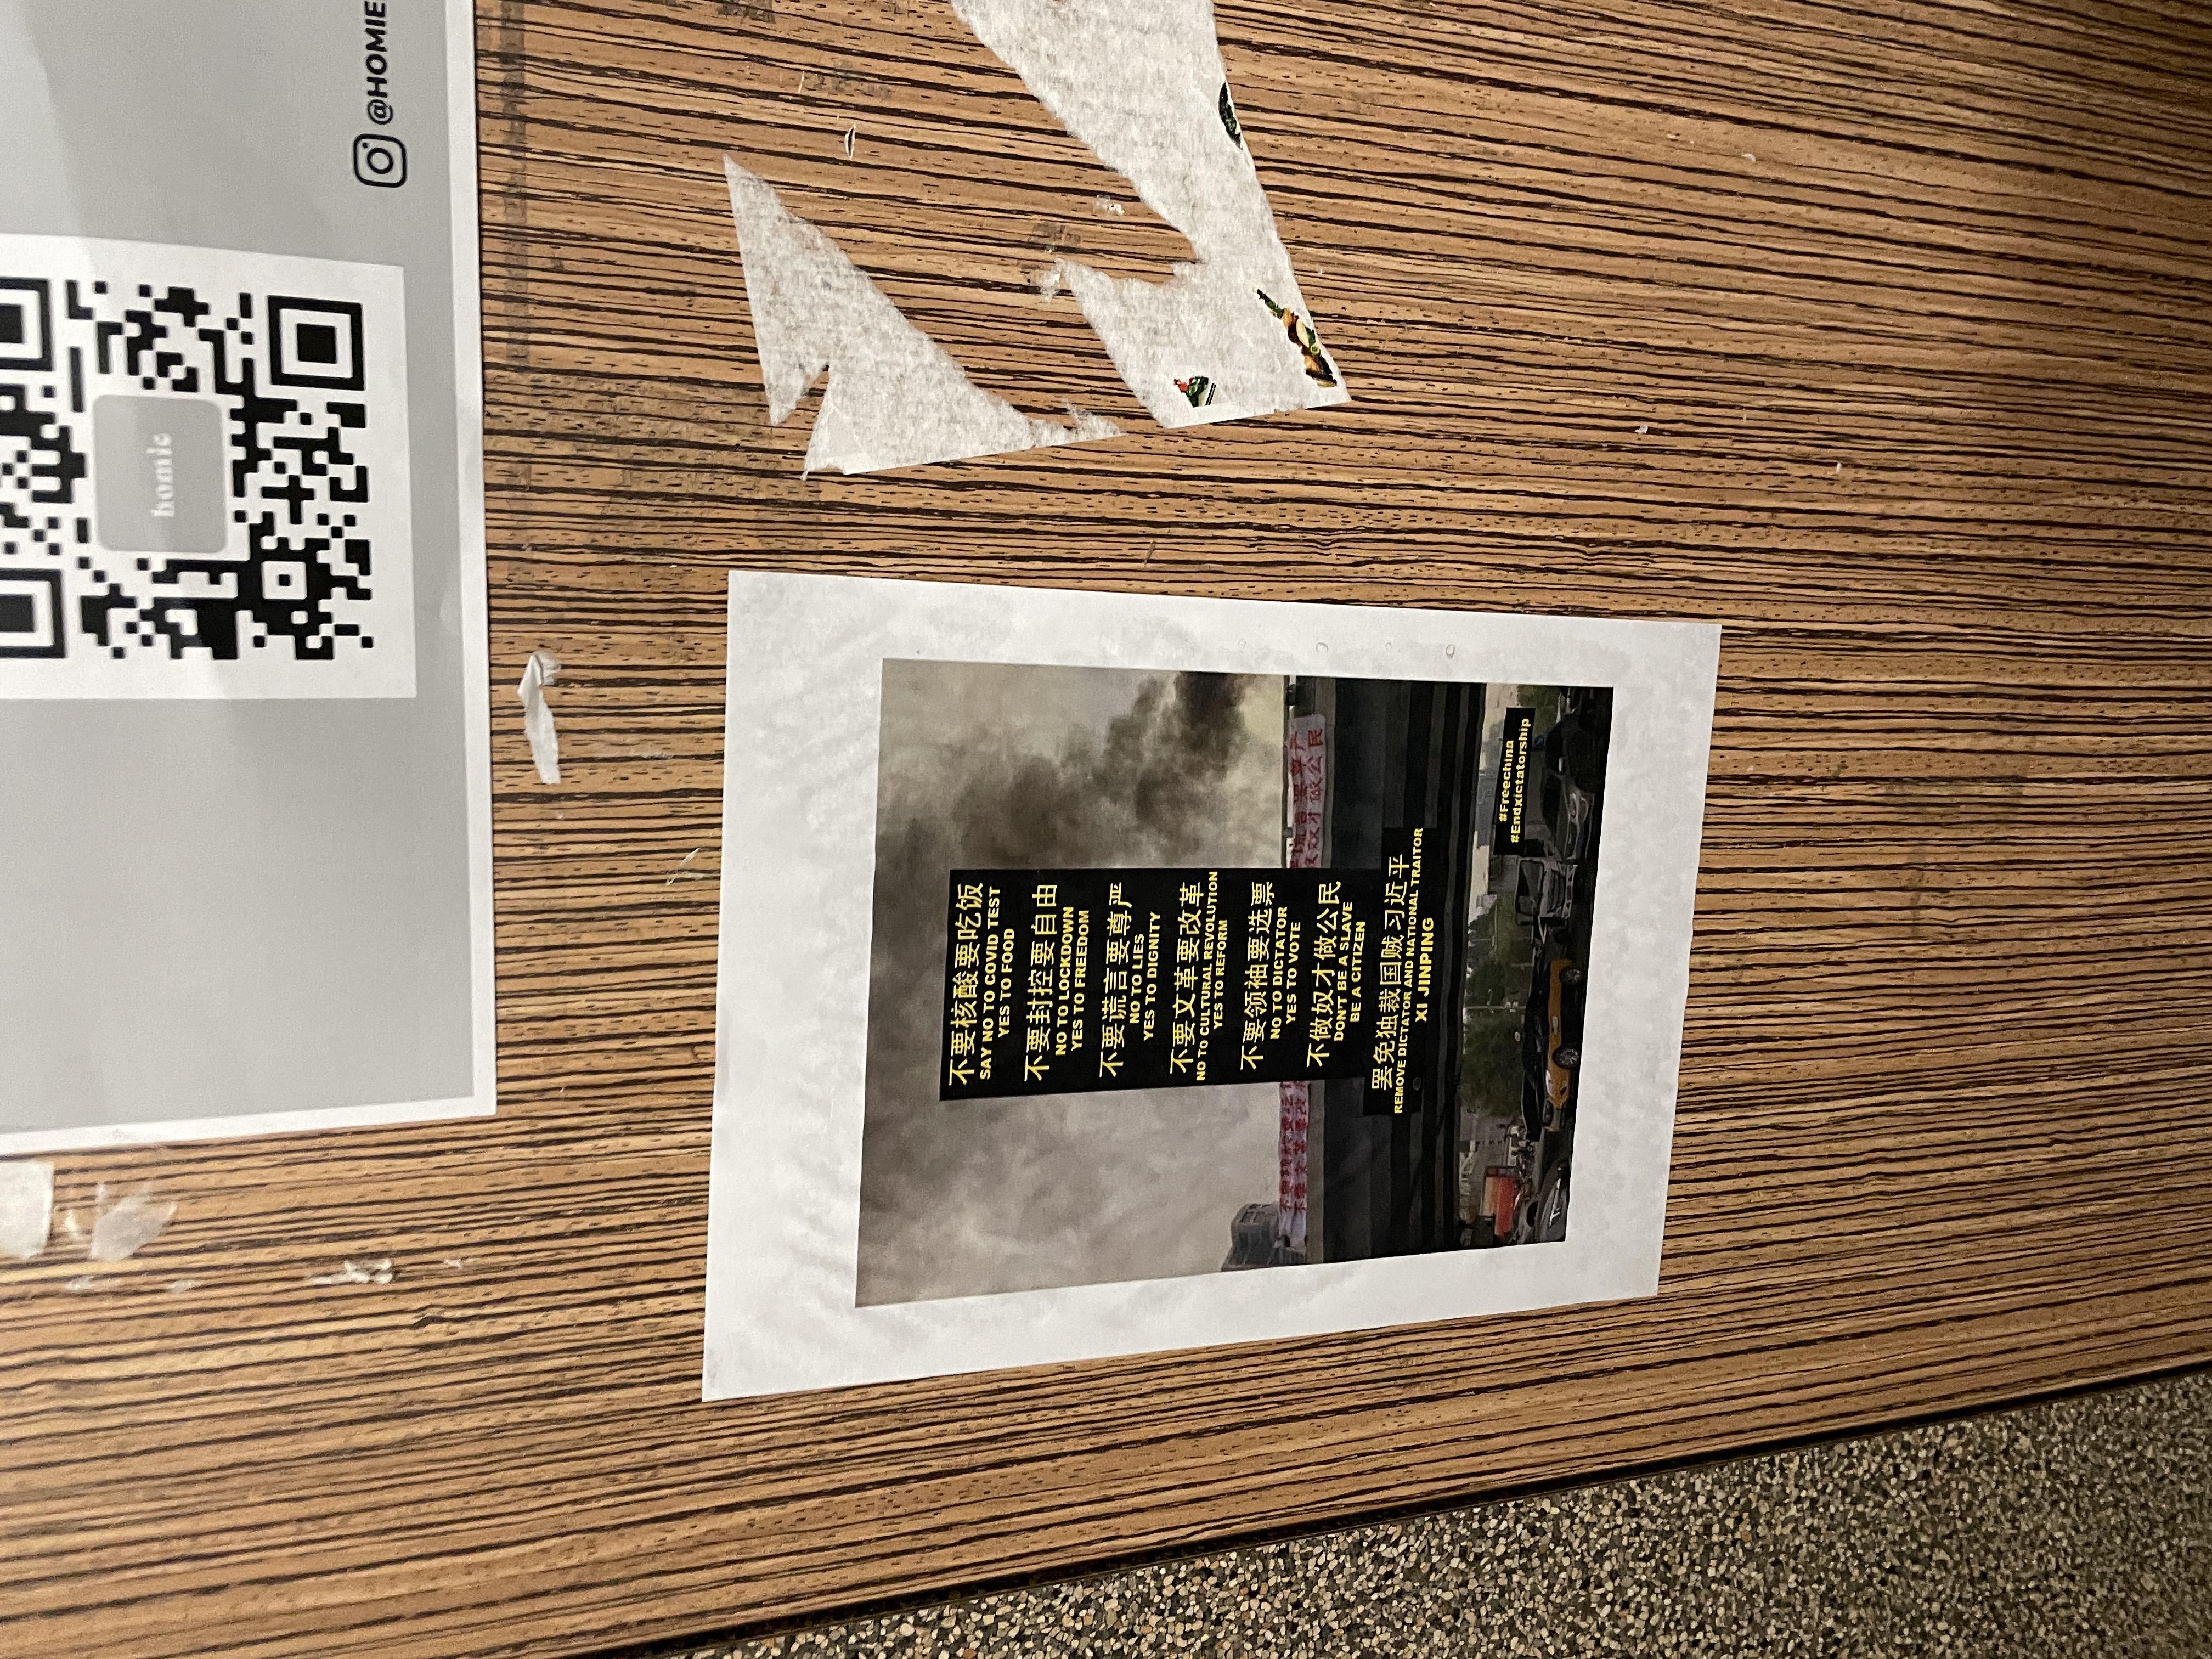 @HOME
homie
不要核酸要吃饭
SAY NO TO COVID TEST
YES TO FOOD
不要封控要自由
NO TO LOCKDOWN
YES TO FREEDOM
不要谎言要尊严
NO TO LIES
YES TO DIGNITY
不要文革要改革
NO TO CULTURAL REVOLUTION
YES TO REFORM
不要领袖要选票
NO TO DICTATOR
YES TO VOTE
不做奴才做公民
DON'T BE A SLAVE
BE A CITIZEN
罢免独裁国贼习近平
REMOVE DICTATOR AND NATIONAL TRAITOR
XI JINPING
#Freechina
#Endxictatorship